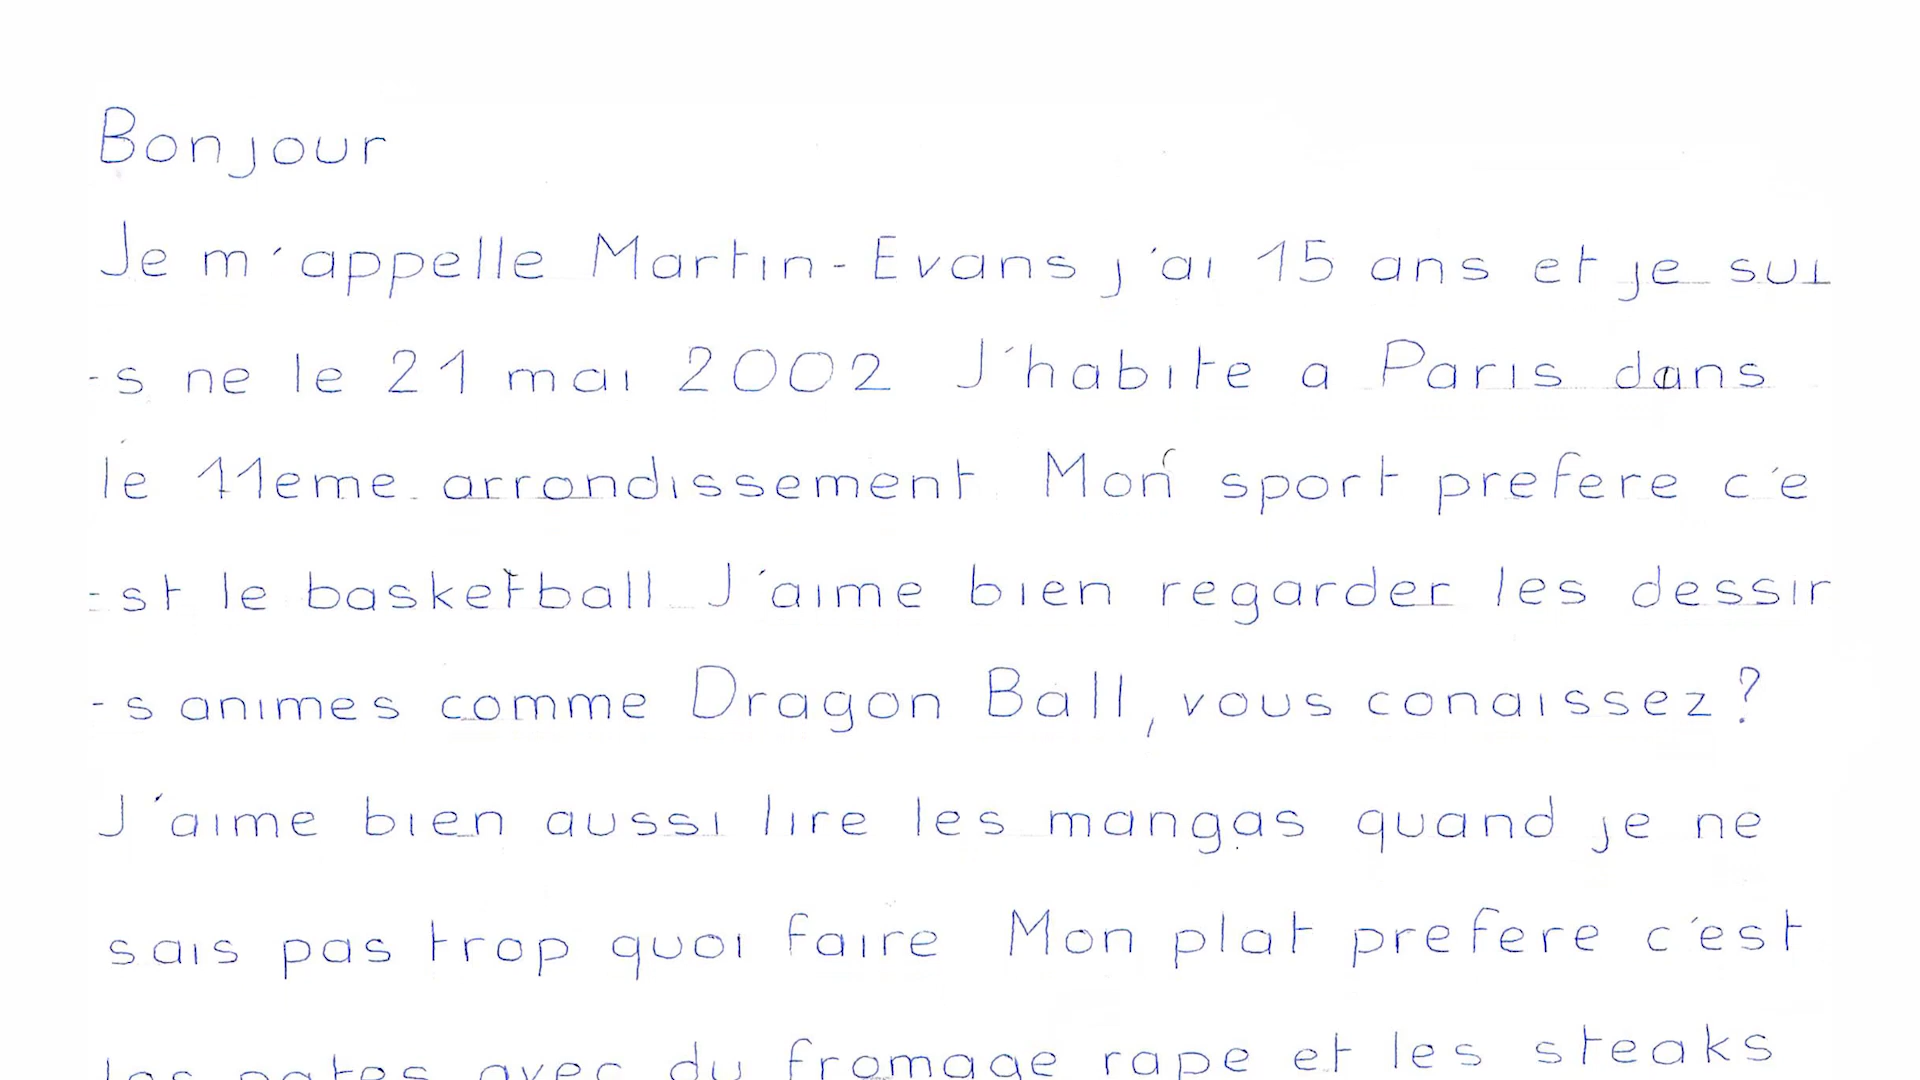 Bonjour
Je m'appelle Martin-Evans j'ai 15 ans et je sui
-s ne le 21 mai 2002 J'habite a Paris dans
le 11eme arrondissement Mon sport prefere c'e
-st le basketball J'aime bien regarder les dessin
-s animes comme Dragon Ball, vous conaissez ?
J'aime bien aussi lire les mangas quand je ne
sais pas trop quoi faire Mon plat prefere c'est
les pates avec du fromage rape et les steaks